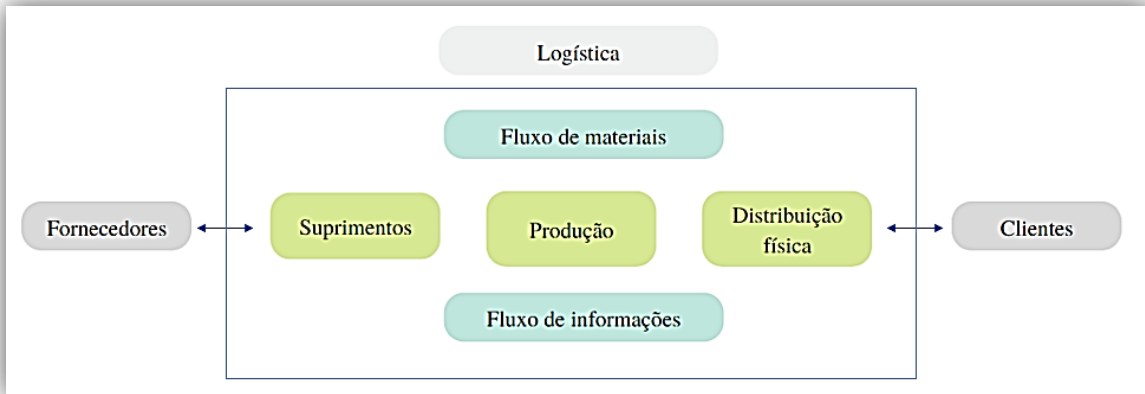 Logística
Fluxo de materiais
Fornecedores
Suprimentos
Produção
Distribuição
física
Clientes
Fluxo de informações